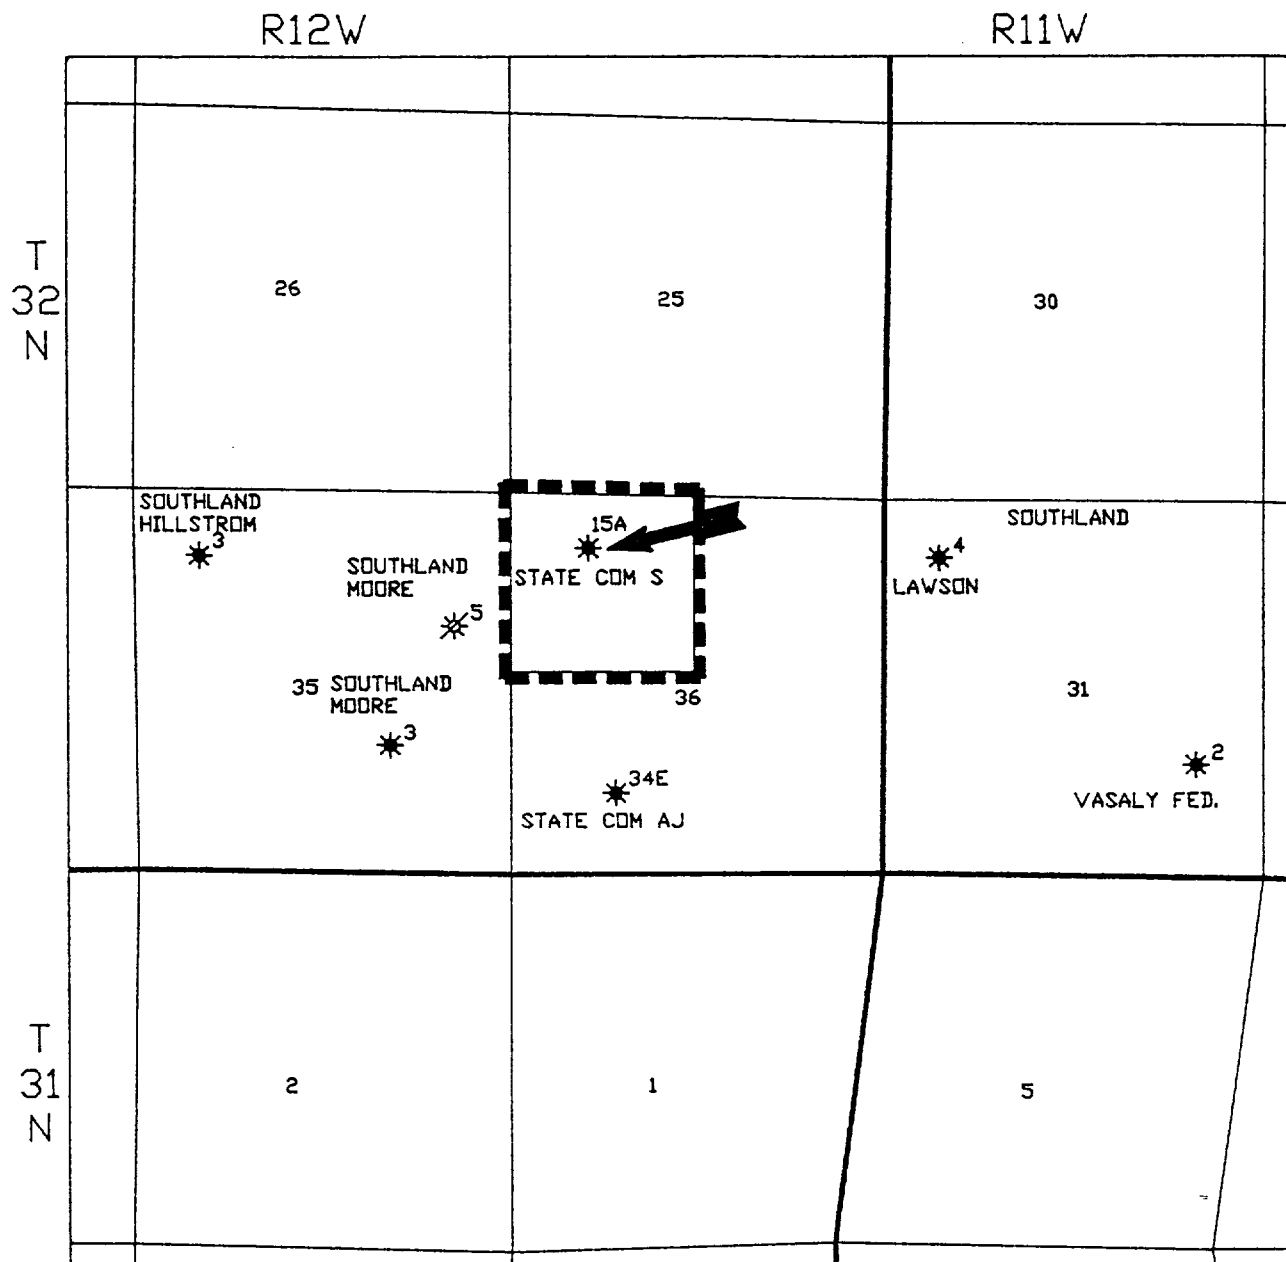 R12W
R11W
T
32
N
26
25
30
SOUTHLAND
HILLSTROM
3
SOUTHLAND
MOORE
5
15A
STATE COM S
SOUTHLAND
4
LAWSON
35
SOUTHLAND
MOORE
3
36
31
34E
STATE COM AJ
2
VASALY FED.
T
31
N
2
1
5